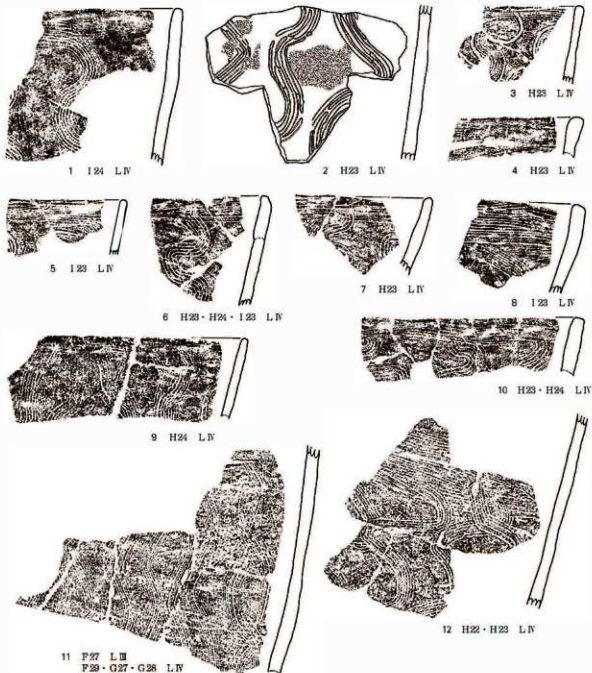 1 I24 LⅣ
2 H23 LⅣ
3 H23 LⅣ
4 H23 LⅣ
5 I23 LⅣ
6 H23・H24・I23 LⅣ
7 H23 LⅣ
8 I23 LⅣ
9 H24 LⅣ
10 H23・H24 LⅣ
11 F27 LⅢ
F29・G27・G28 LⅣ
12 H22・H23 LⅣ